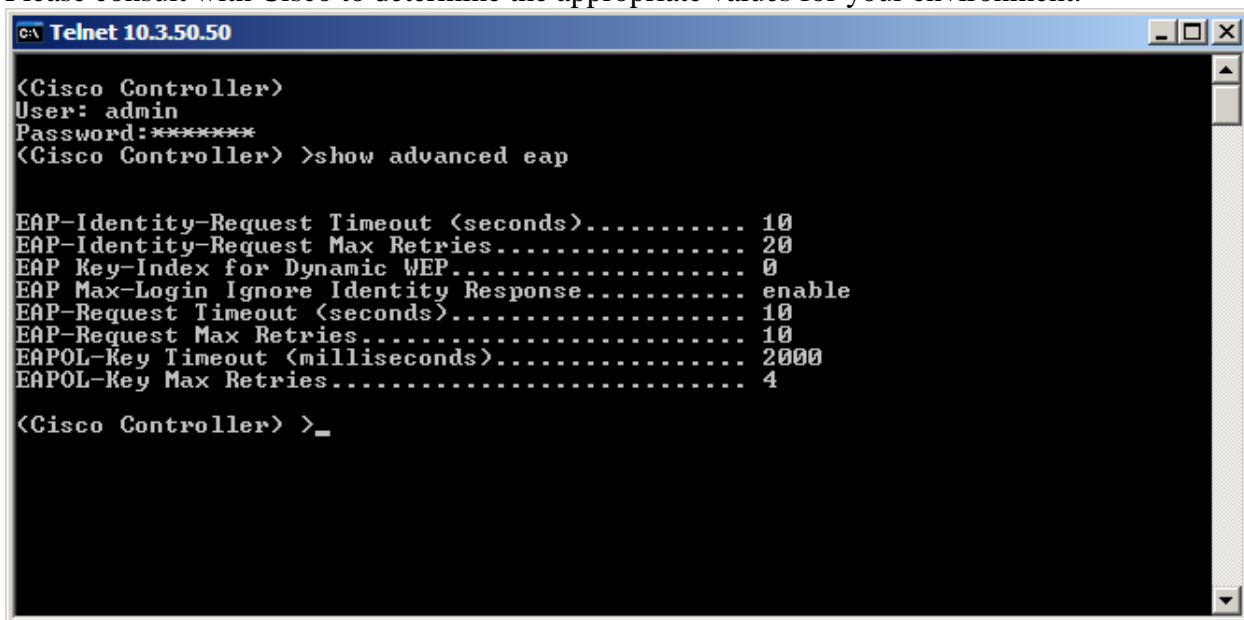 Please consult with Cisco to determine the appropriate values for your environment.
Telnet 10.3.50.50
(Cisco Controller)
User: admin
Password:*******
(Cisco Controller) >show advanced eap
EAP-Identity-Request Timeout (seconds)........... 10
EAP-Identity-Request Max Retries................. 20
EAP Key-Index for Dynamic WEP.................... 0
EAP Max-Login Ignore Identity Response........... enable
EAP-Request Timeout (seconds).................... 10
EAP-Request Max Retries.......................... 10
EAPOL-Key Timeout (milliseconds)................. 2000
EAPOL-Key Max Retries............................ 4
(Cisco Controller) >_